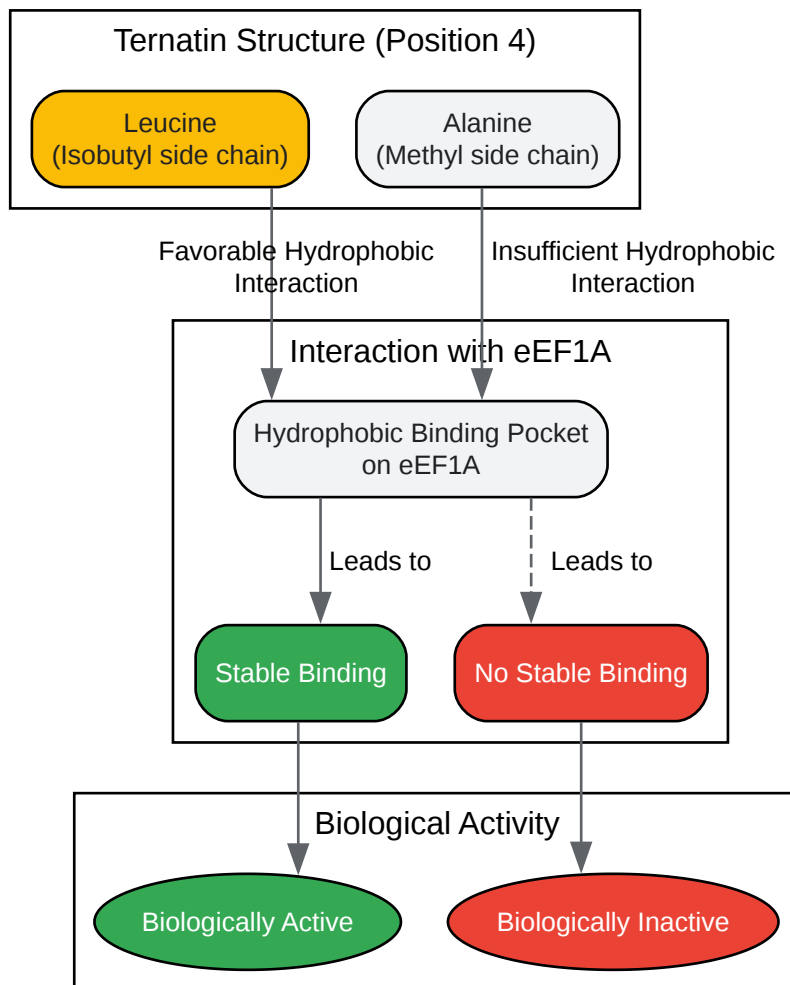 Ternatin Structure (Position 4)
Leucine
(Isobutyl side chain)
Alanine
(Methyl side chain)
Favorable Hydrophobic
Interaction
Insufficient Hydrophobic
Interaction
Interaction with eEF1A
Hydrophobic Binding Pocket
on eEF1A
Leads to
Leads to
Stable Binding
No Stable Binding
Biological Activity
Biologically Active
Biologically Inactive